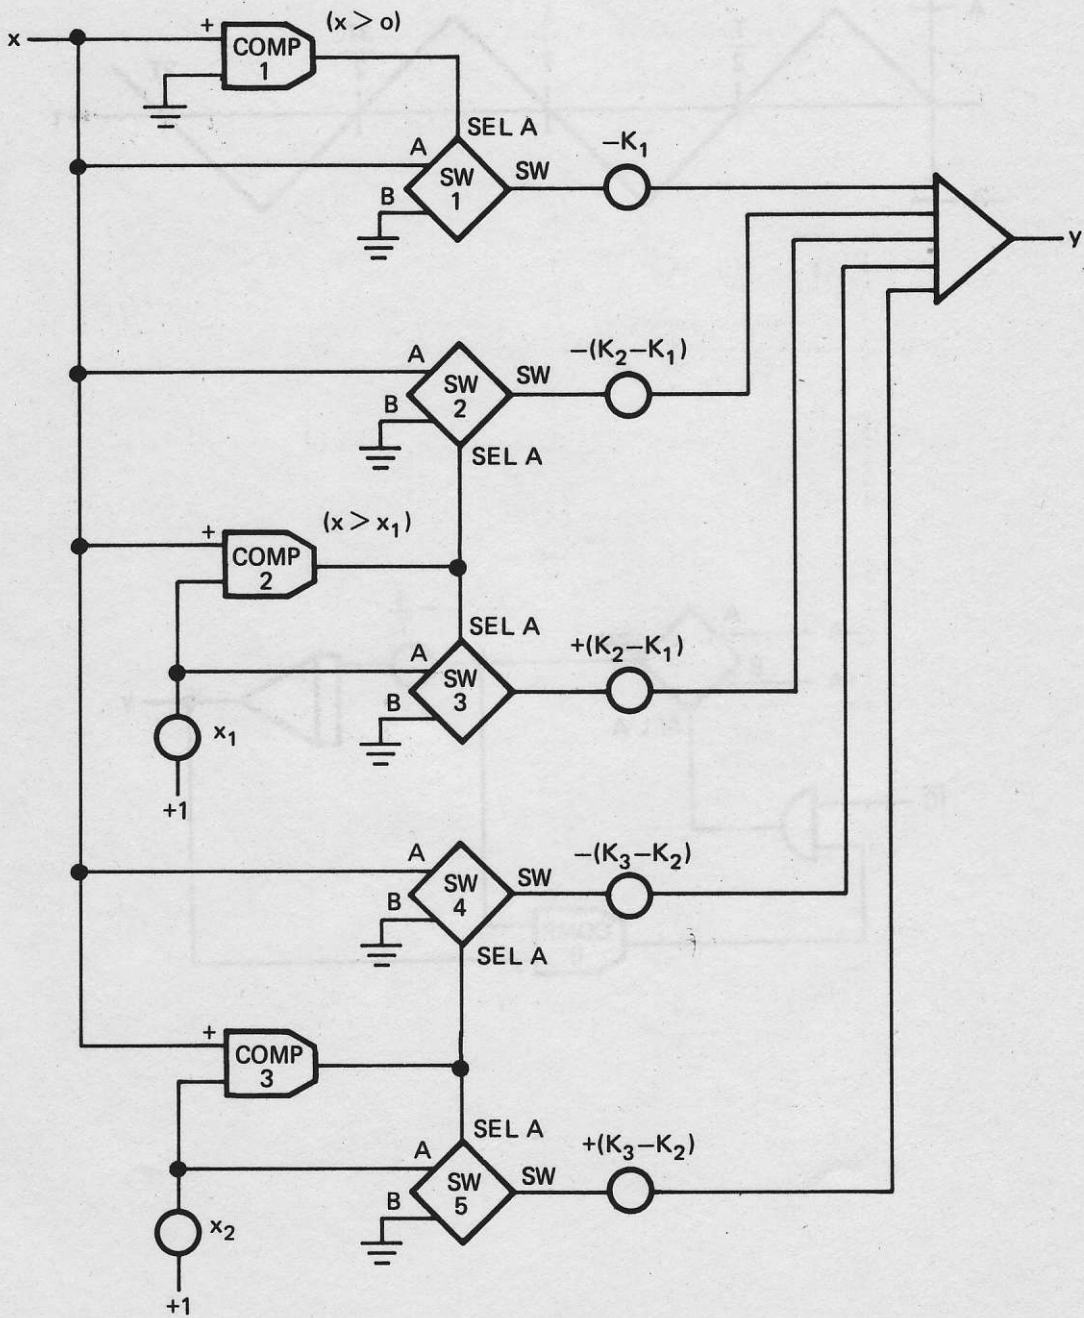 (x > o)
x
+
COMP
1
SEL A
A
SW
1
SW
B
−K₁
y
A
SW
2
SW
B
−(K₂−K₁)
SEL A
(x > x₁)
+
COMP
2
SEL A
A
SW
3
B
+(K₂−K₁)
x₁
+1
A
SW
4
SW
B
−(K₃−K₂)
SEL A
+
COMP
3
SEL A
A
SW
5
SW
B
+(K₃−K₂)
x₂
+1